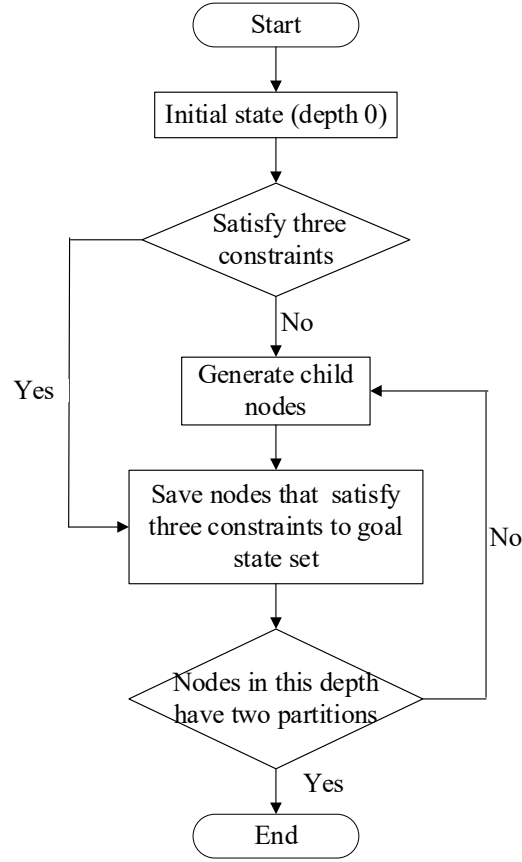 Start
Initial state (depth 0)
Satisfy three
constraints
No
Yes
Generate child
nodes
Save nodes that  satisfy
three constraints to goal
state set
No
Nodes in this depth
have two partitions
Yes
End